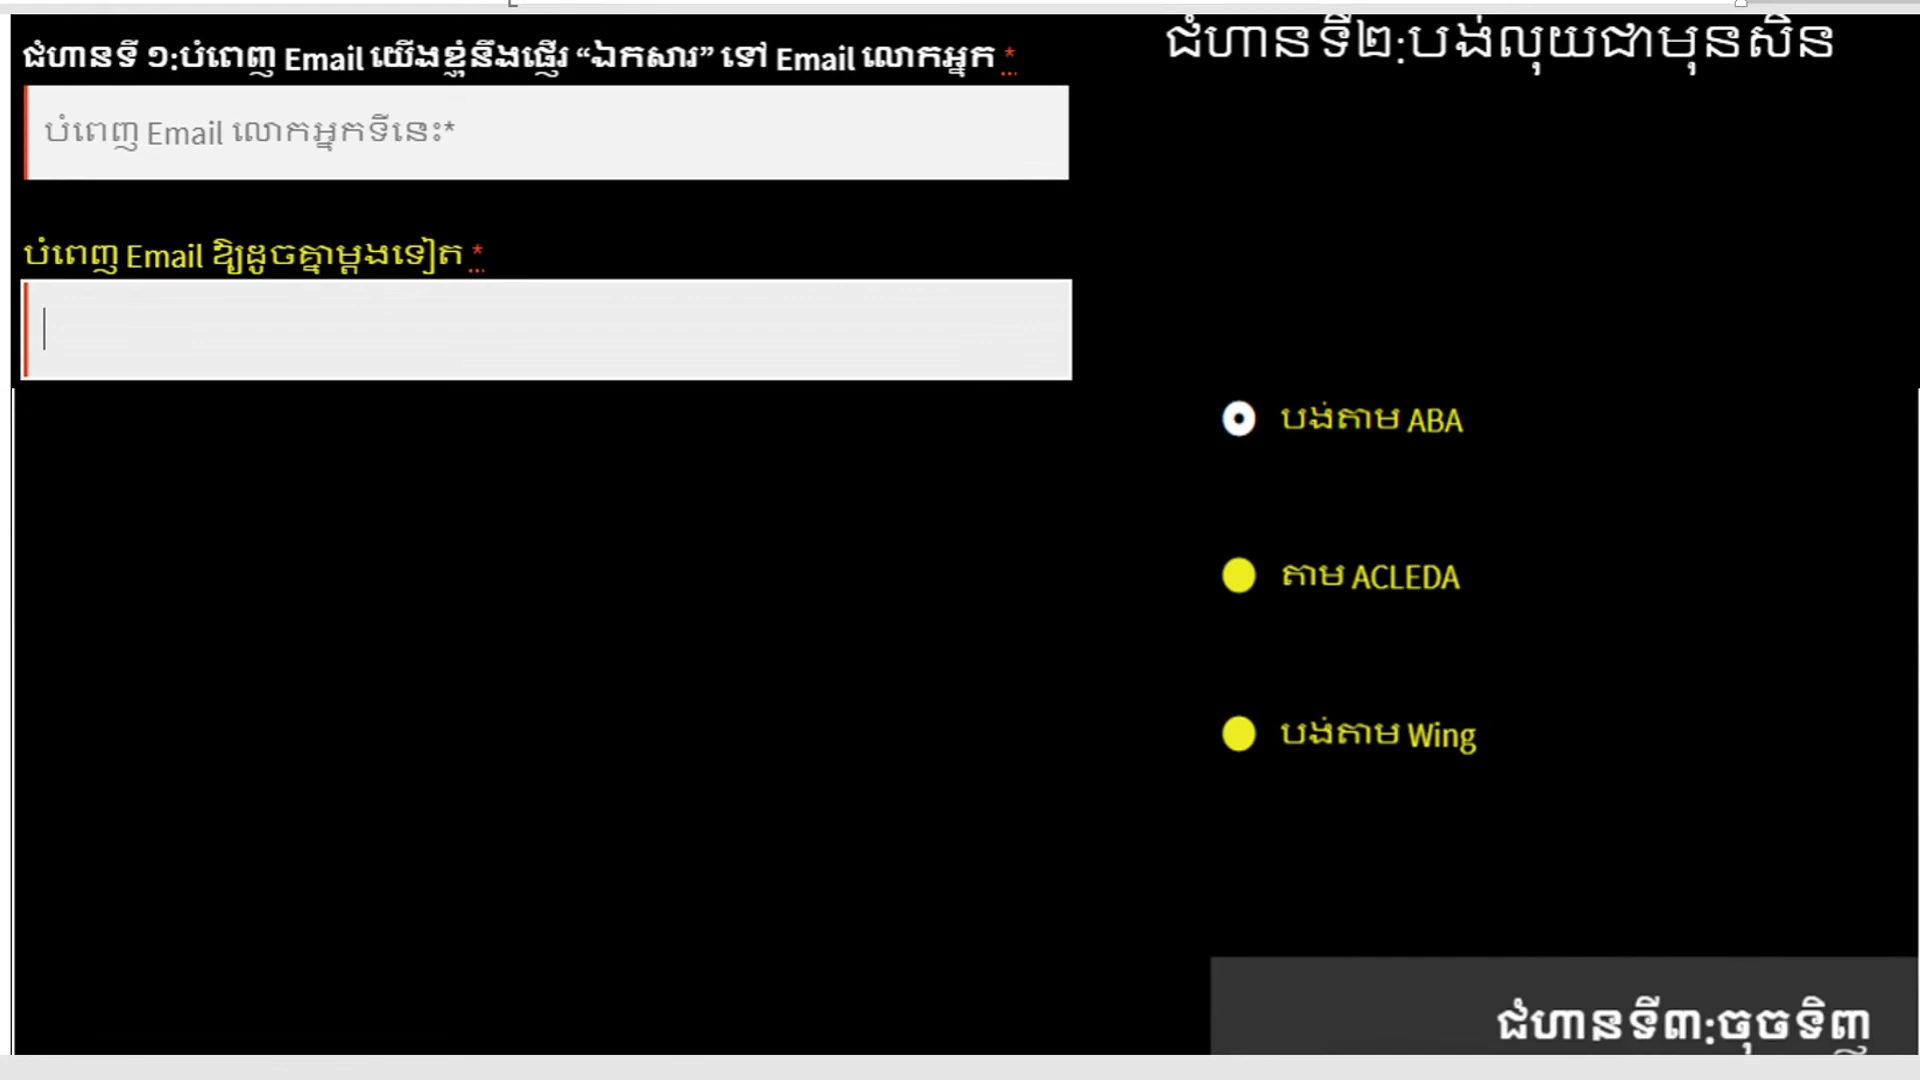 ជំហានទី ១:បំពេញ Email យើងខ្ញុំនឹងផ្ញើរ “ឯកសារ” ទៅ Email លោកអ្នក *
បំពេញ Email លោកអ្នកទីនេះ*
បំពេញ Email ឱ្យដូចគ្នាម្ដងទៀត *
ជំហានទី២:បង់លុយជាមុនសិន
បង់តាម ABA
តាម ACLEDA
បង់តាម Wing
ជំហានទី៣:ចុចទិញ